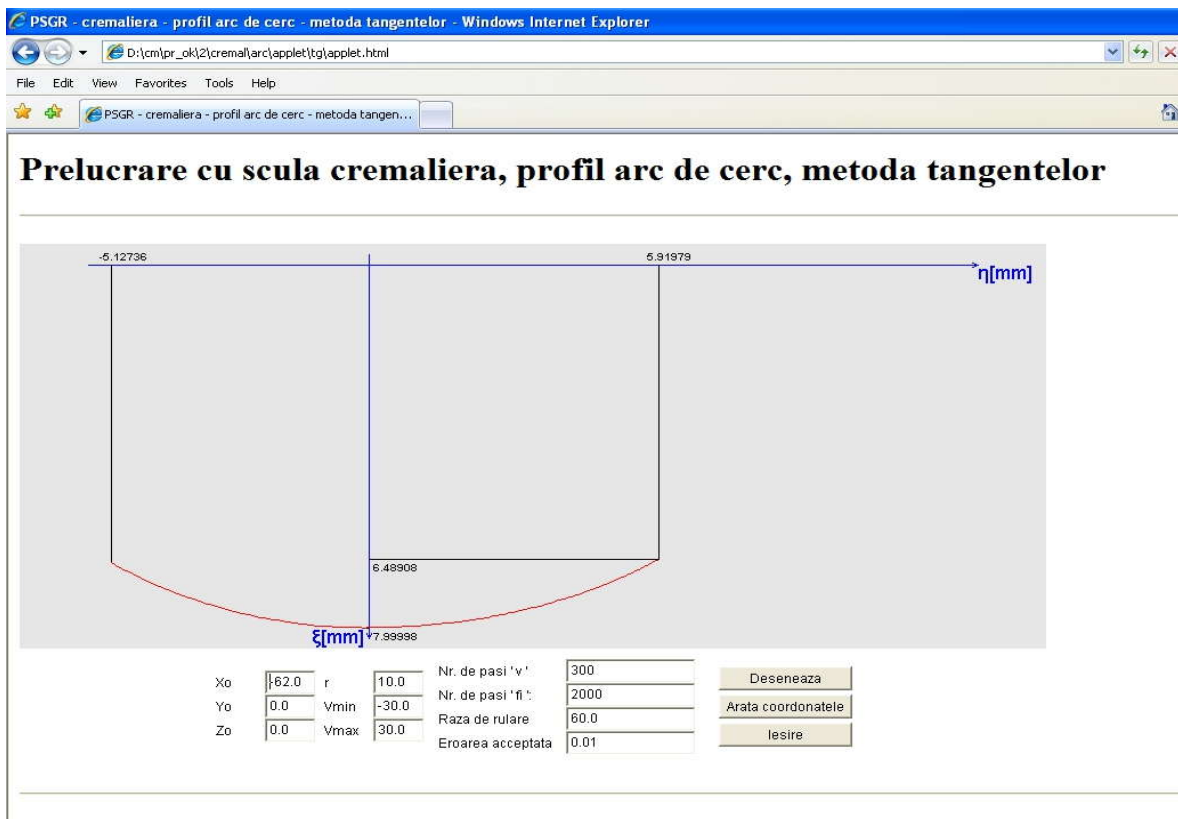 PSGR - cremaliera - profil arc de cerc - metoda tangentelor - Windows Internet Explorer
D:\cm\pr_ok\2\cremal\arc\applet\tg\applet.html
File Edit View Favorites Tools Help
PSGR - cremaliera - profil arc de cerc - metoda tangen...
Prelucrare cu scula cremaliera, profil arc de cerc, metoda tangentelor
-5.12736 5.91979
η[mm]
6.48908
ξ[mm] 7.99998
Xo -62.0 r 10.0 Nr. de pasi 'v' 300 Deseneaza
Yo 0.0 Vmin -30.0 Nr. de pasi 'fi': 2000 Arata coordonatele
Zo 0.0 Vmax 30.0 Raza de rulare 60.0 Iesire
Eroarea acceptata 0.01